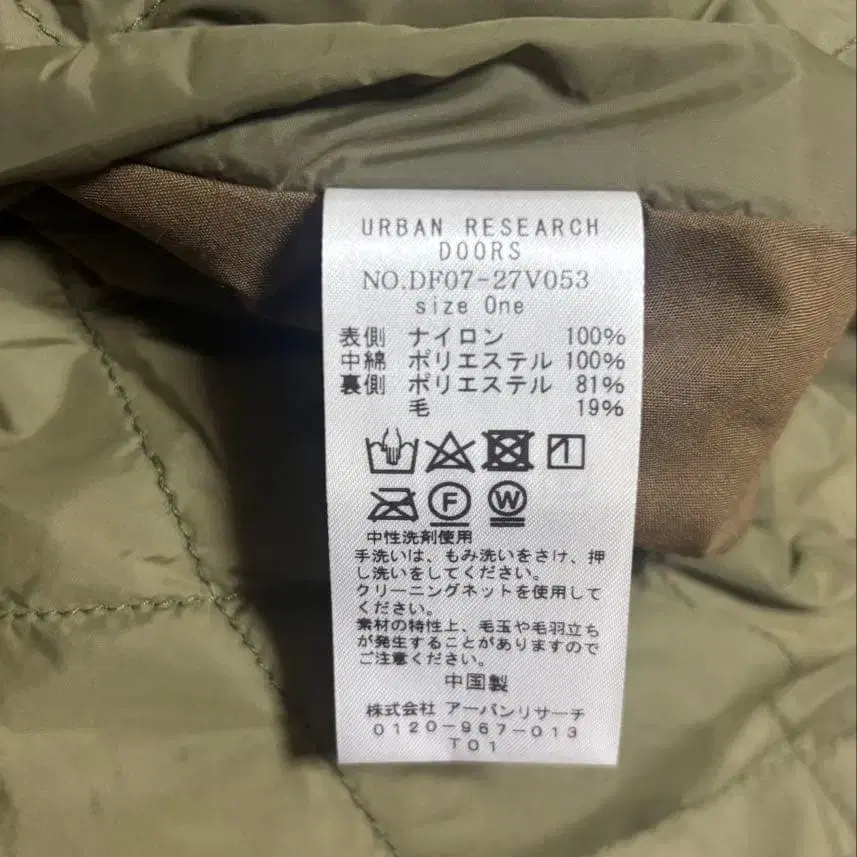 URBAN RESEARCH
DOORS
NO.DF07-27V053
size One
表側 ナイロン 100%
中綿 ポリエステル 100%
裏側 ポリエステル 81%
毛 19%
1
F W
中性洗剤使用
手洗いは、もみ洗いをさけ、押
し洗いをしてください。
クリーニングネットを使用して
ください。
素材の特性上、毛玉や毛羽立ち
が発生することがありますので
ご注意ください。
中国製
株式会社 アーバンリサーチ
0120-967-013
T01